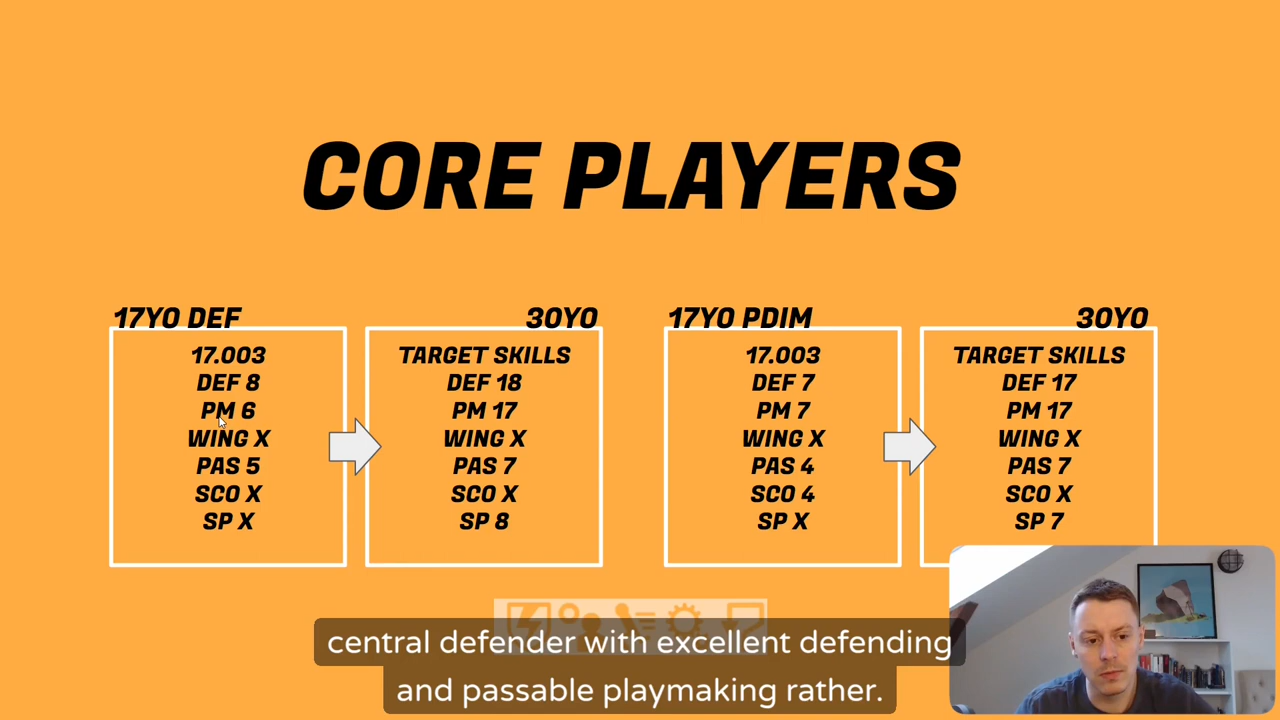 CORE PLAYERS
17YO DEF
17.003
DEF 8
PM 6
WING X
PAS 5
SCO X
SP X
30YO
TARGET SKILLS
DEF 18
PM 17
WING X
PAS 7
SCO X
SP 8
17YO PDIM
17.003
DEF 7
PM 7
WING X
PAS 4
SCO 4
SP X
30YO
TARGET SKILLS
DEF 17
PM 17
WING X
PAS 7
SCO X
SP 7
central defender with excellent defending
and passable playmaking rather.